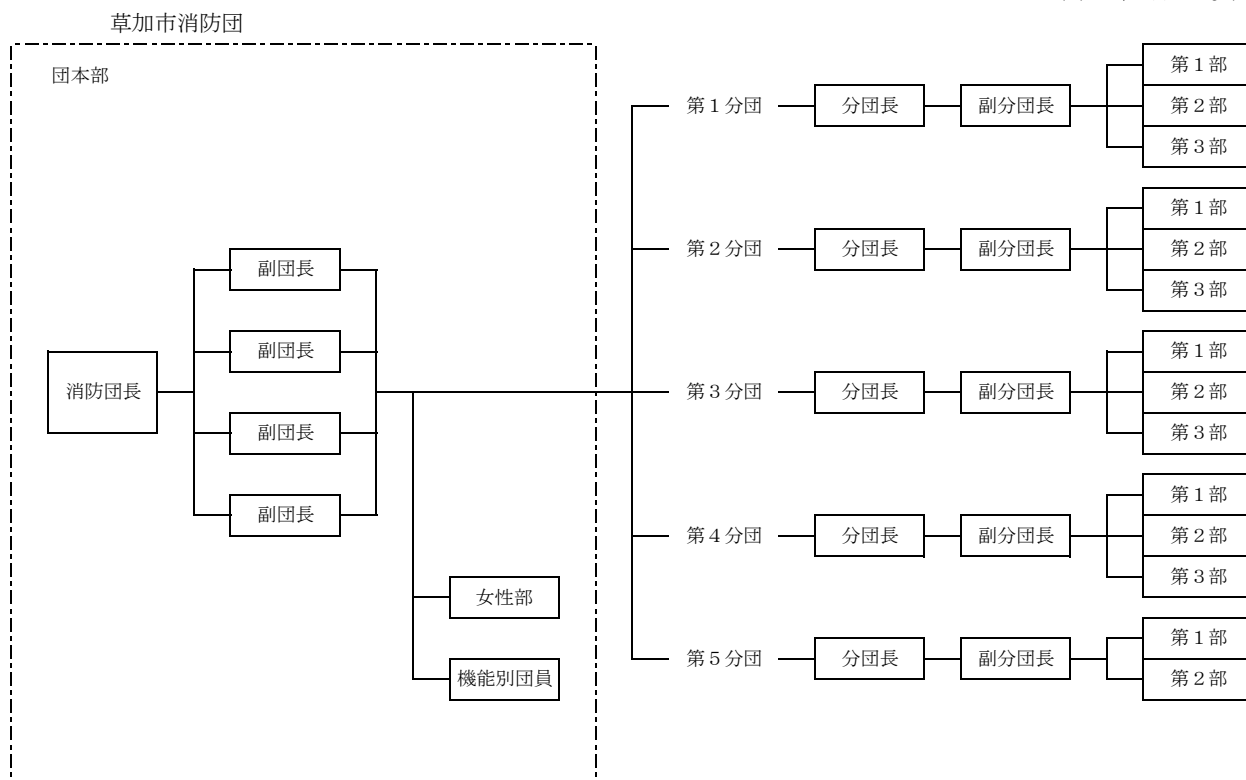 草加市消防団
団本部
消防団長
副団長
副団長
副団長
副団長
女性部
機能別団員
第１分団
分団長
副分団長
第１部
第２部
第３部
第２分団
分団長
副分団長
第１部
第２部
第３部
第３分団
分団長
副分団長
第１部
第２部
第３部
第４分団
分団長
副分団長
第１部
第２部
第３部
第５分団
分団長
副分団長
第１部
第２部